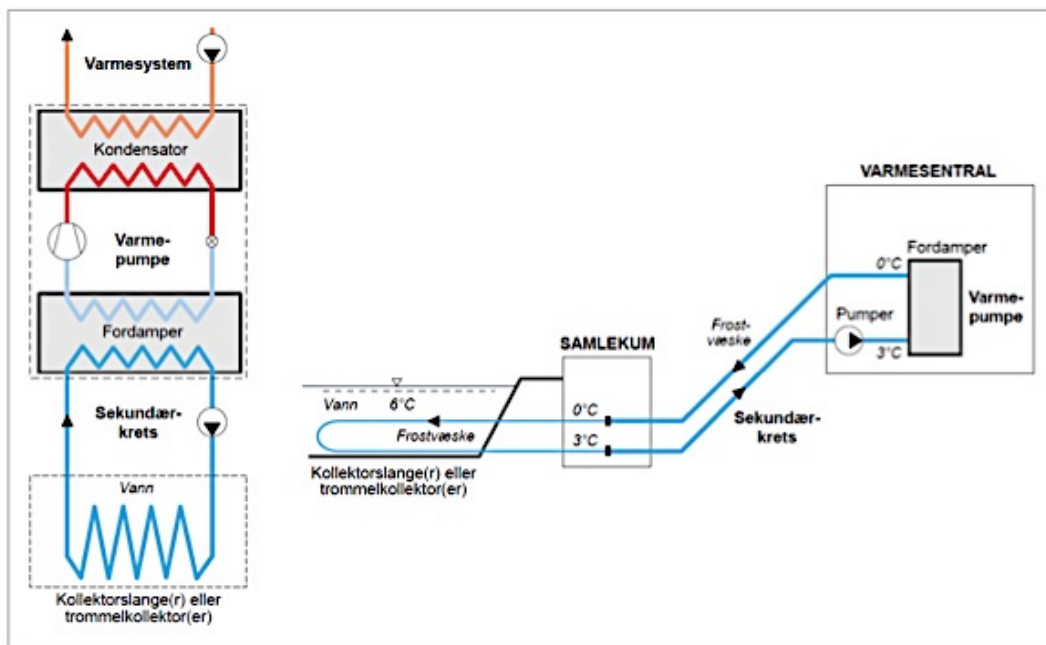 Varmesystem
Kondensator
Varme-
pumpe
Fordamper
Sekundær-
krets
Vann
Kollektorslange(r) eller
trommelkollektor(er)
Vann
6°C
Frostvæske
Kollektorslange(r) eller
trommelkollektor(er)
SAMLEKUM
0°C
3°C
Frost-
væske
Sekundær-
krets
VARMESENTRAL
Fordamper
0°C
Varme-
pumpe
Pumper
3°C